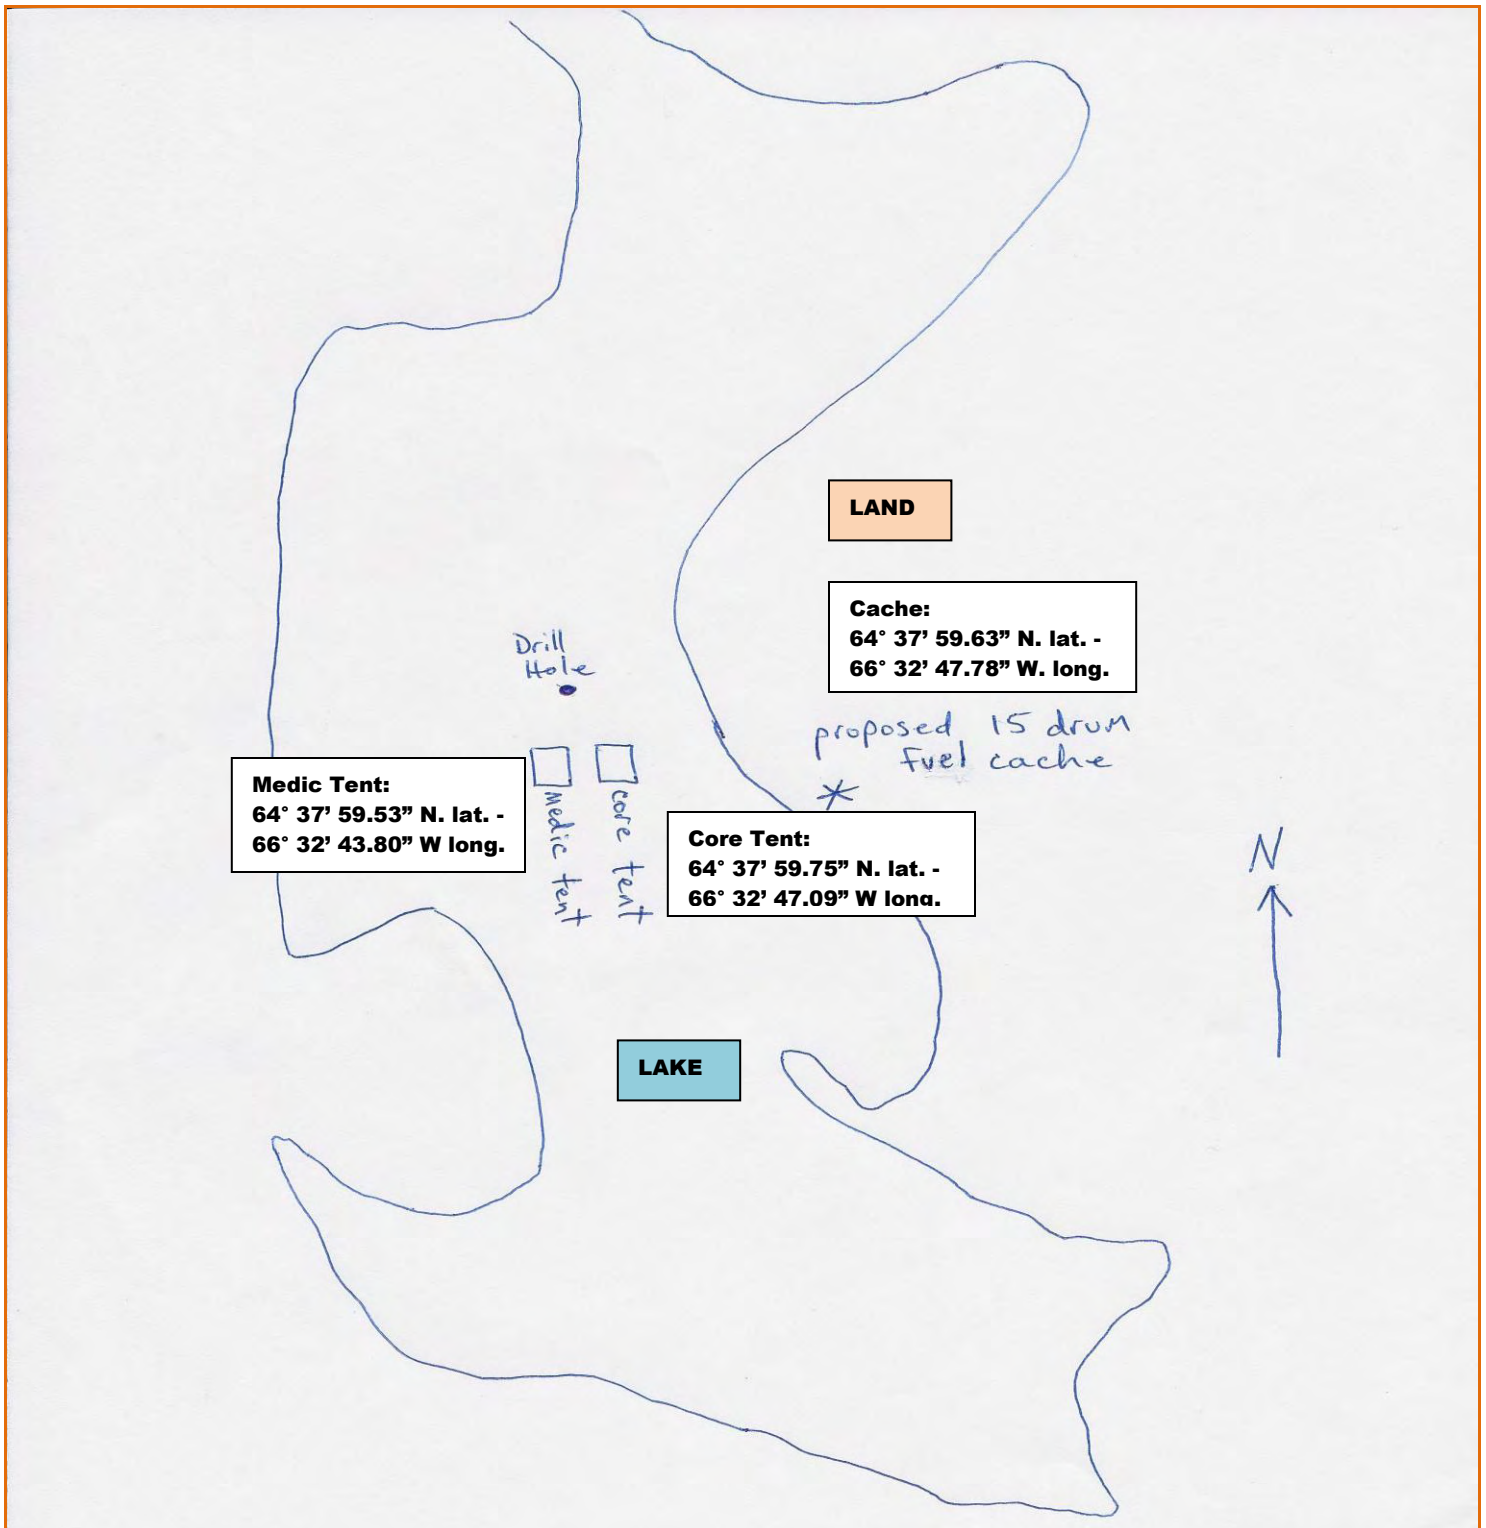 LAND
Cache:
64° 37’ 59.63” N. lat. -
66° 32’ 47.78” W. long.
Drill
Hole
proposed 15 drum
Fuel cache
Medic Tent:
64° 37’ 59.53” N. lat. -
66° 32’ 43.80” W long.
Medic tent
core tent
Core Tent:
64° 37’ 59.75” N. lat. -
66° 32’ 47.09” W long.
N
LAKE